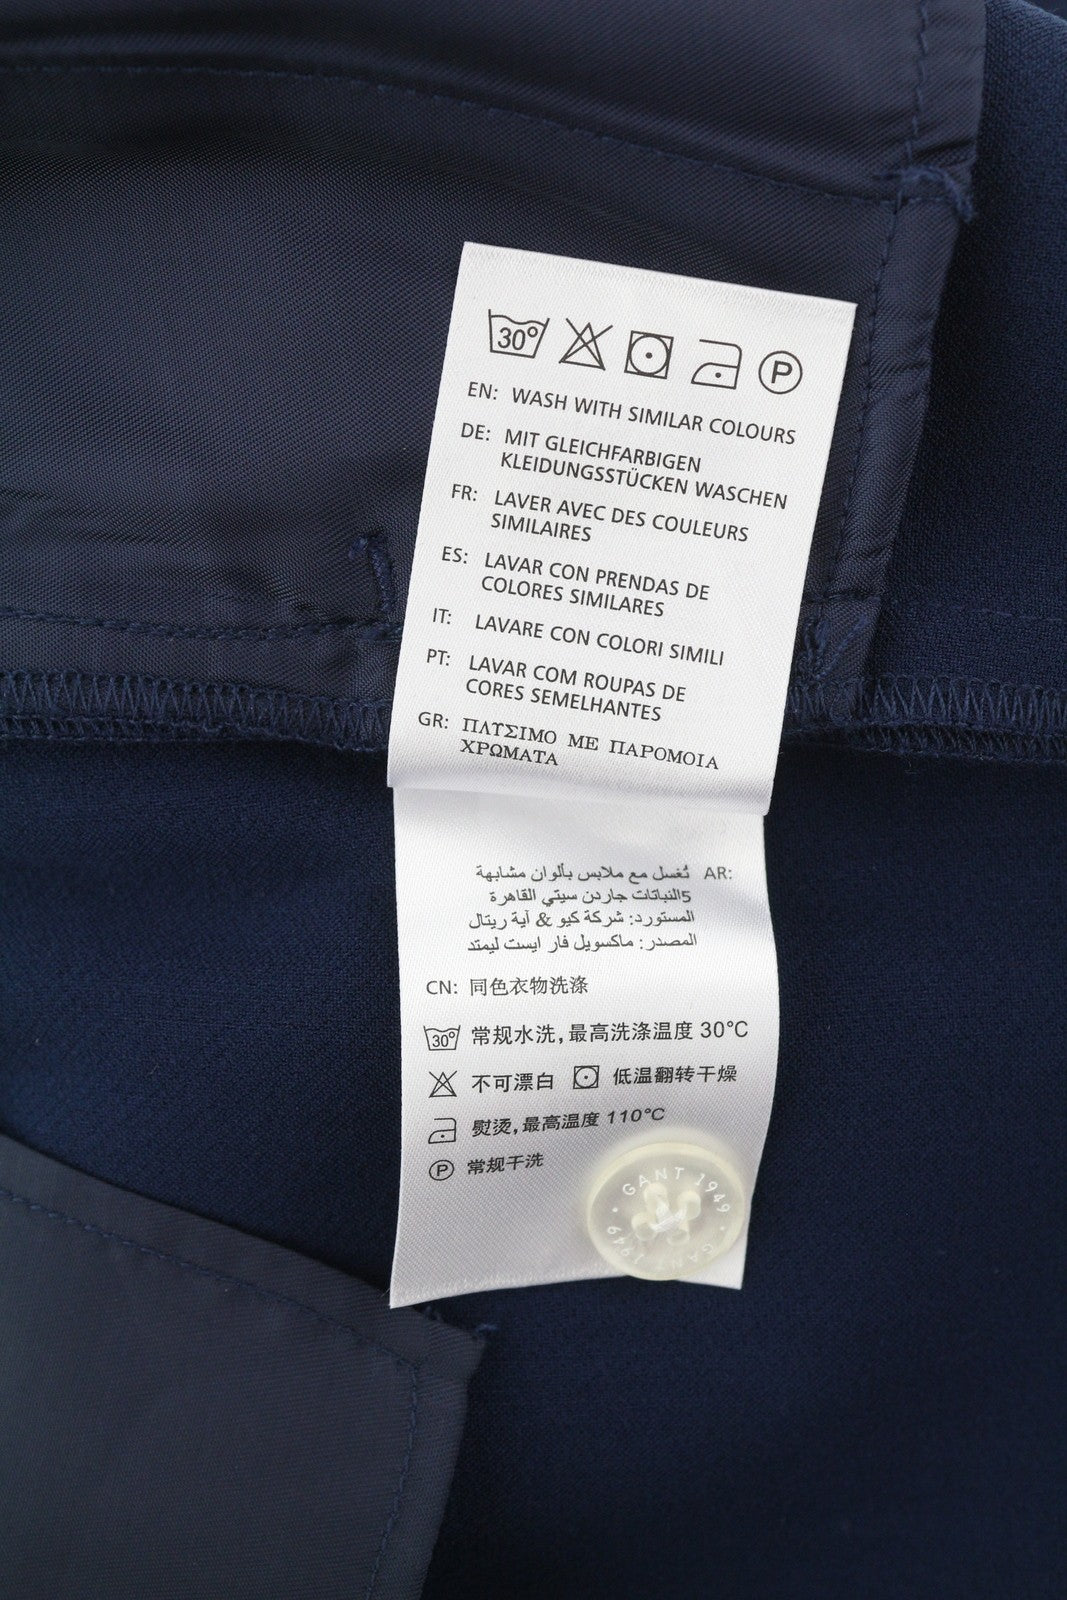 30°
P
EN: WASH WITH SIMILAR COLOURS
DE: MIT GLEICHFARBIGEN
KLEIDUNGSSTÜCKEN WASCHEN
FR: LAVER AVEC DES COULEURS
SIMILAIRES
ES: LAVAR CON PRENDAS DE
COLORES SIMILARES
IT: LAVARE CON COLORI SIMILI
PT: LAVAR COM ROUPAS DE
CORES SEMELHANTES
GR: ΠΛΥΣΙΜΟ ΜΕ ΠΑΡΟΜΟΙΑ
ΧΡΩΜΑΤΑ
AR: تُغسل مع ملابس بألوان مشابهة
5النباتات جاردن سيتي القاهرة
المستورد: شركة كيو & آية ريتال
المصدر: ماكسويل فار ايست ليمتد
CN: 同色衣物洗涤
30° 常规水洗,最高洗涤温度 30°C
不可漂白 低温翻转干燥
熨烫,最高温度 110°C
P 常规干洗
GANT 1949 · GANT 1949 ·